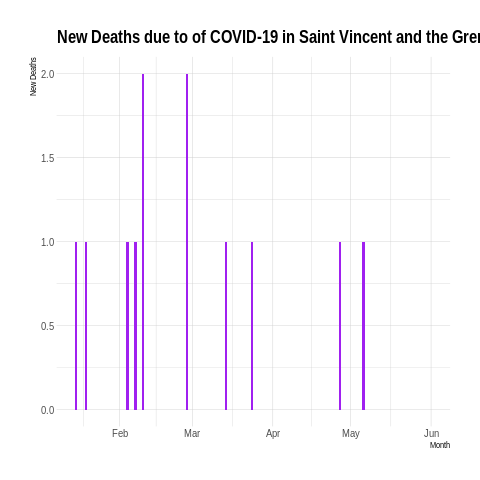 New Deaths due to of COVID-19 in Saint Vincent and the Gren
New Deaths
2.0
1.5
1.0
0.5
0.0
Feb Mar Apr May Jun
Month